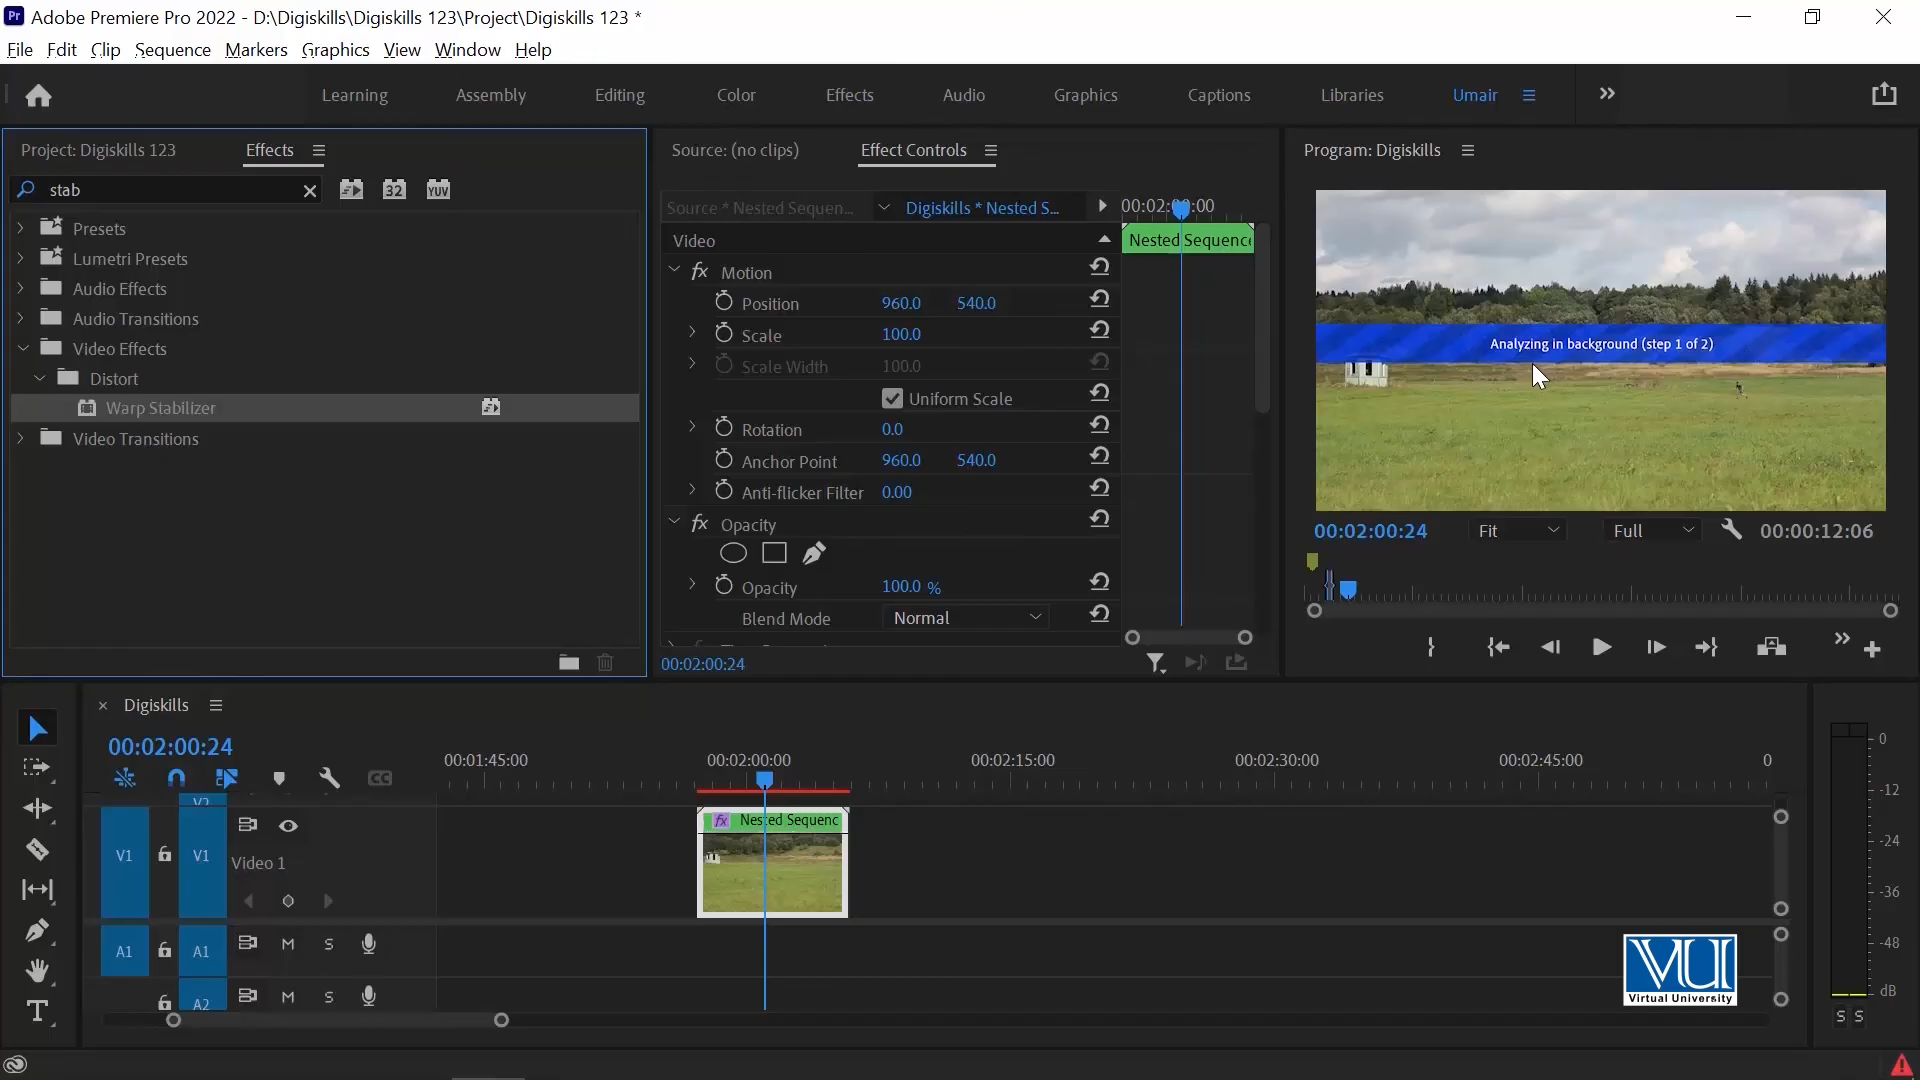 Adobe Premiere Pro 2022 - D:\Digiskills\Digiskills 123\Project\Digiskills 123 *
File Edit Clip Sequence Markers Graphics View Window Help
Learning Assembly Editing Color Effects Audio Graphics Captions Libraries Umair
Project: Digiskills 123 Effects
stab
32 YUV
Presets
Lumetri Presets
Audio Effects
Audio Transitions
Video Effects
Distort
Warp Stabilizer
Video Transitions
Source: (no clips) Effect Controls
Source * Nested Sequen... Digiskills * Nested S...
Video
fx Motion
Position 960.0 540.0
Scale 100.0
Scale Width 100.0
Uniform Scale
Rotation 0.0
Anchor Point 960.0 540.0
Anti-flicker Filter 0.00
fx Opacity
Opacity 100.0 %
Blend Mode Normal
00:02:00:24
Nested Sequence
Program: Digiskills
Analyzing in background (step 1 of 2)
00:02:00:24 Fit Full 00:00:12:06
Digiskills
00:02:00:24
00:01:45:00 00:02:00:00 00:02:15:00 00:02:30:00 00:02:45:00 0
CC
V2
fx Nested Sequenc
V1 V1 Video 1
A1 A1 M S
A2 M S
0
-12
-24
-36
-48
dB
S S
VU
Virtual University